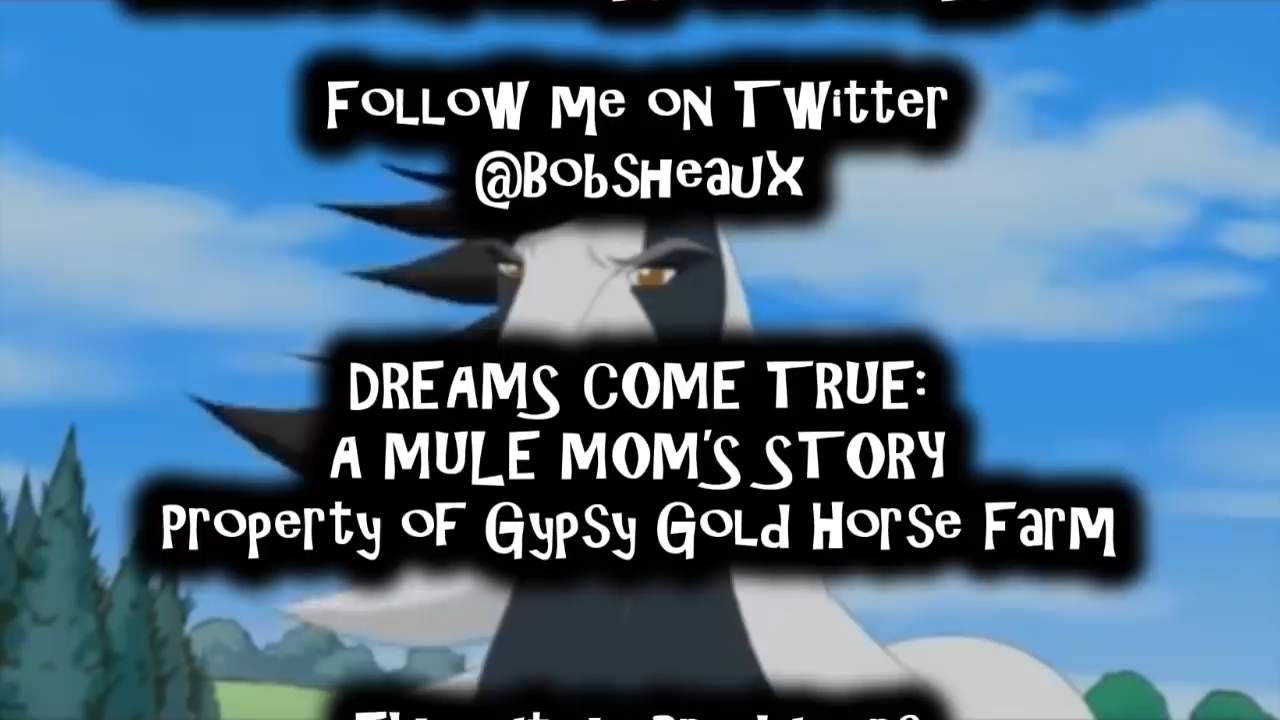 Follow me on Twitter
@BobSheaux
DREAMS COME TRUE:
A MULE MOM'S STORY
Property of Gypsy Gold Horse Farm